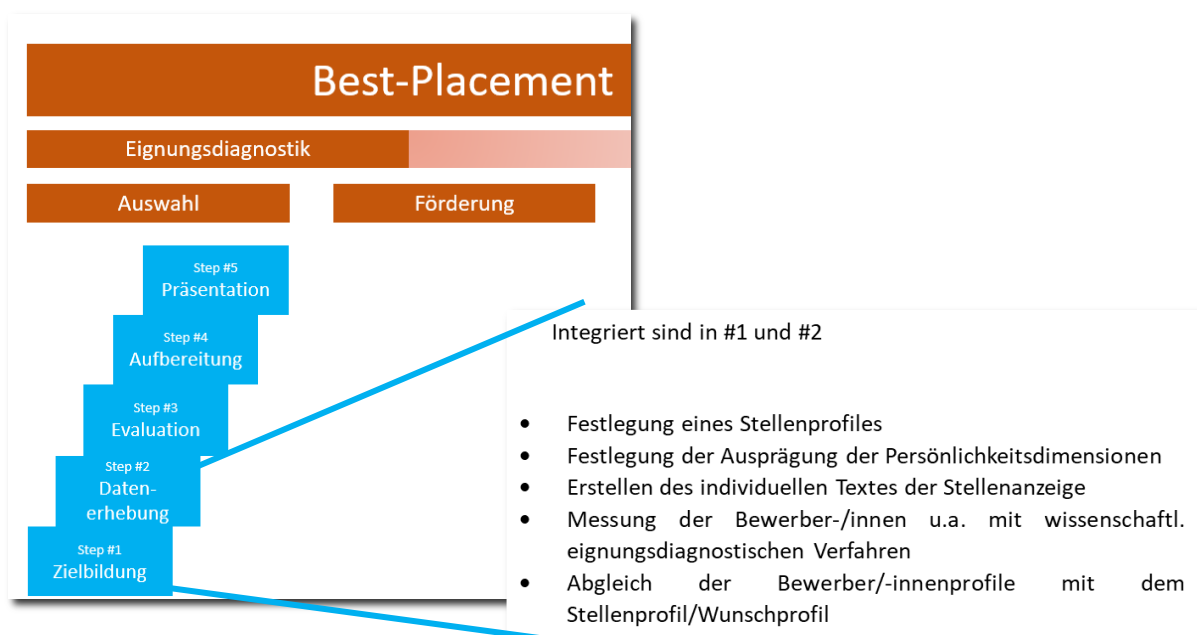 Best-Placement
Eignungsdiagnostik
Auswahl
Förderung
Step #5
Präsentation
Step #4
Aufbereitung
Step #3
Evaluation
Step #2
Daten-
erhebung
Step #1
Zielbildung
Integriert sind in #1 und #2
• Festlegung eines Stellenprofiles
• Festlegung der Ausprägung der Persönlichkeitsdimensionen
• Erstellen des individuellen Textes der Stellenanzeige
• Messung der Bewerber-/innen u.a. mit wissenschaftl.
eignungsdiagnostischen Verfahren
• Abgleich der Bewerber/-innenprofile mit dem
Stellenprofil/Wunschprofil